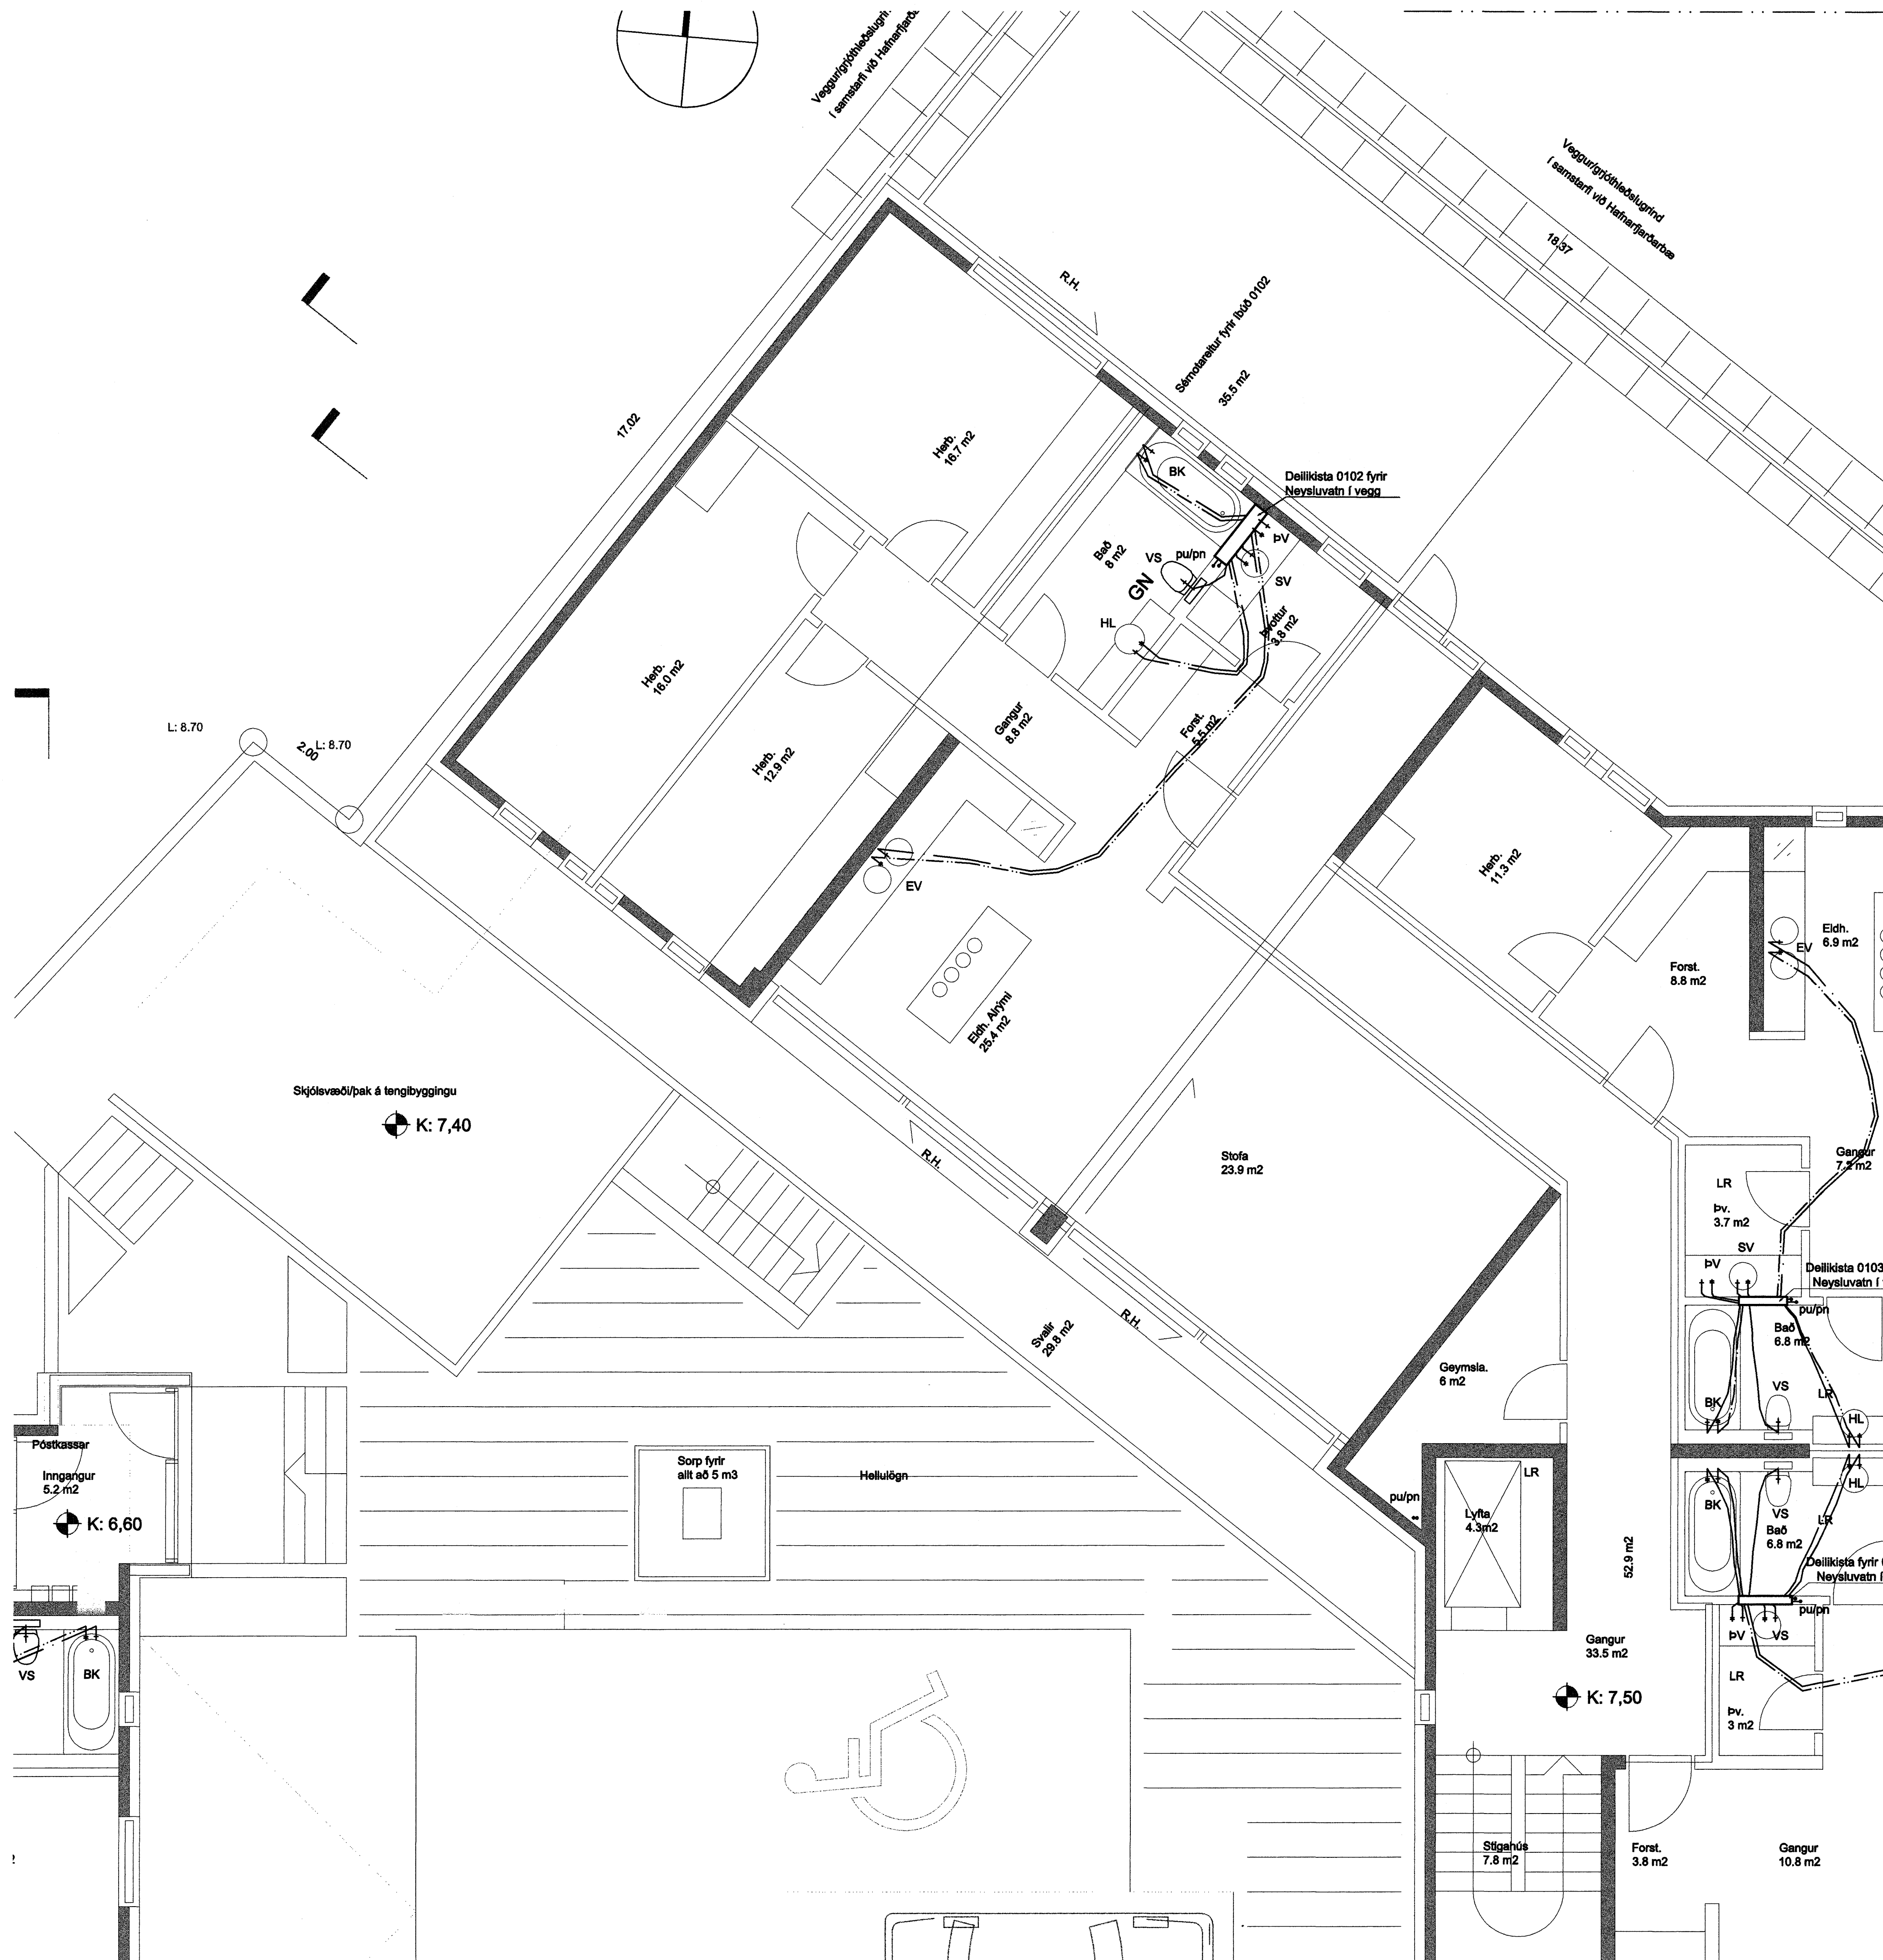 Veggur/grjóthleðslugrind
í samstarfi við Hafnarfjarðarbæ
18.37
R.H.
Sérnotareitur fyrir íbúð 0102
35.5 m2
17.02
Herb.
16.7 m2
BK
Deilikista 0102 fyrir
Neysluvatn í vegg
Bað
8 m2
VS
pu/pn
GN
ÞV
SV
HL
Þvottur
3.8 m2
Herb.
16.0 m2
Gangur
8.8 m2
Forst.
5.5 m2
L: 8.70
2.00
L: 8.70
Herb.
12.9 m2
EV
Herb.
11.3 m2
Eldh.
6.9 m2
EV
Forst.
8.8 m2
Eldh. Alrými
25.4 m2
Skjólsvæði/þak á tengibyggingu
K: 7,40
R.H.
Stofa
23.9 m2
Gangur
7.2 m2
LR
Þv.
3.7 m2
SV
ÞV
Deilikista 0103
Neysluvatn í
pu/pn
Svalir
29.8 m2
R.H.
Bað
6.8 m2
Geymsla.
6 m2
VS
LR
BK
HL
Póstkassar
Inngangur
5.2 m2
K: 6,60
Sorp fyrir
allt að 5 m3
Hellulögn
LR
pu/pn
Lyfta
4.3m2
HL
BK
VS
LR
Bað
6.8 m2
52.9 m2
Deilikista fyrir
Neysluvatn í
pu/pn
ÞV
VS
Gangur
33.5 m2
LR
VS
BK
K: 7,50
Þv.
3 m2
Stigahús
7.8 m2
Forst.
3.8 m2
Gangur
10.8 m2